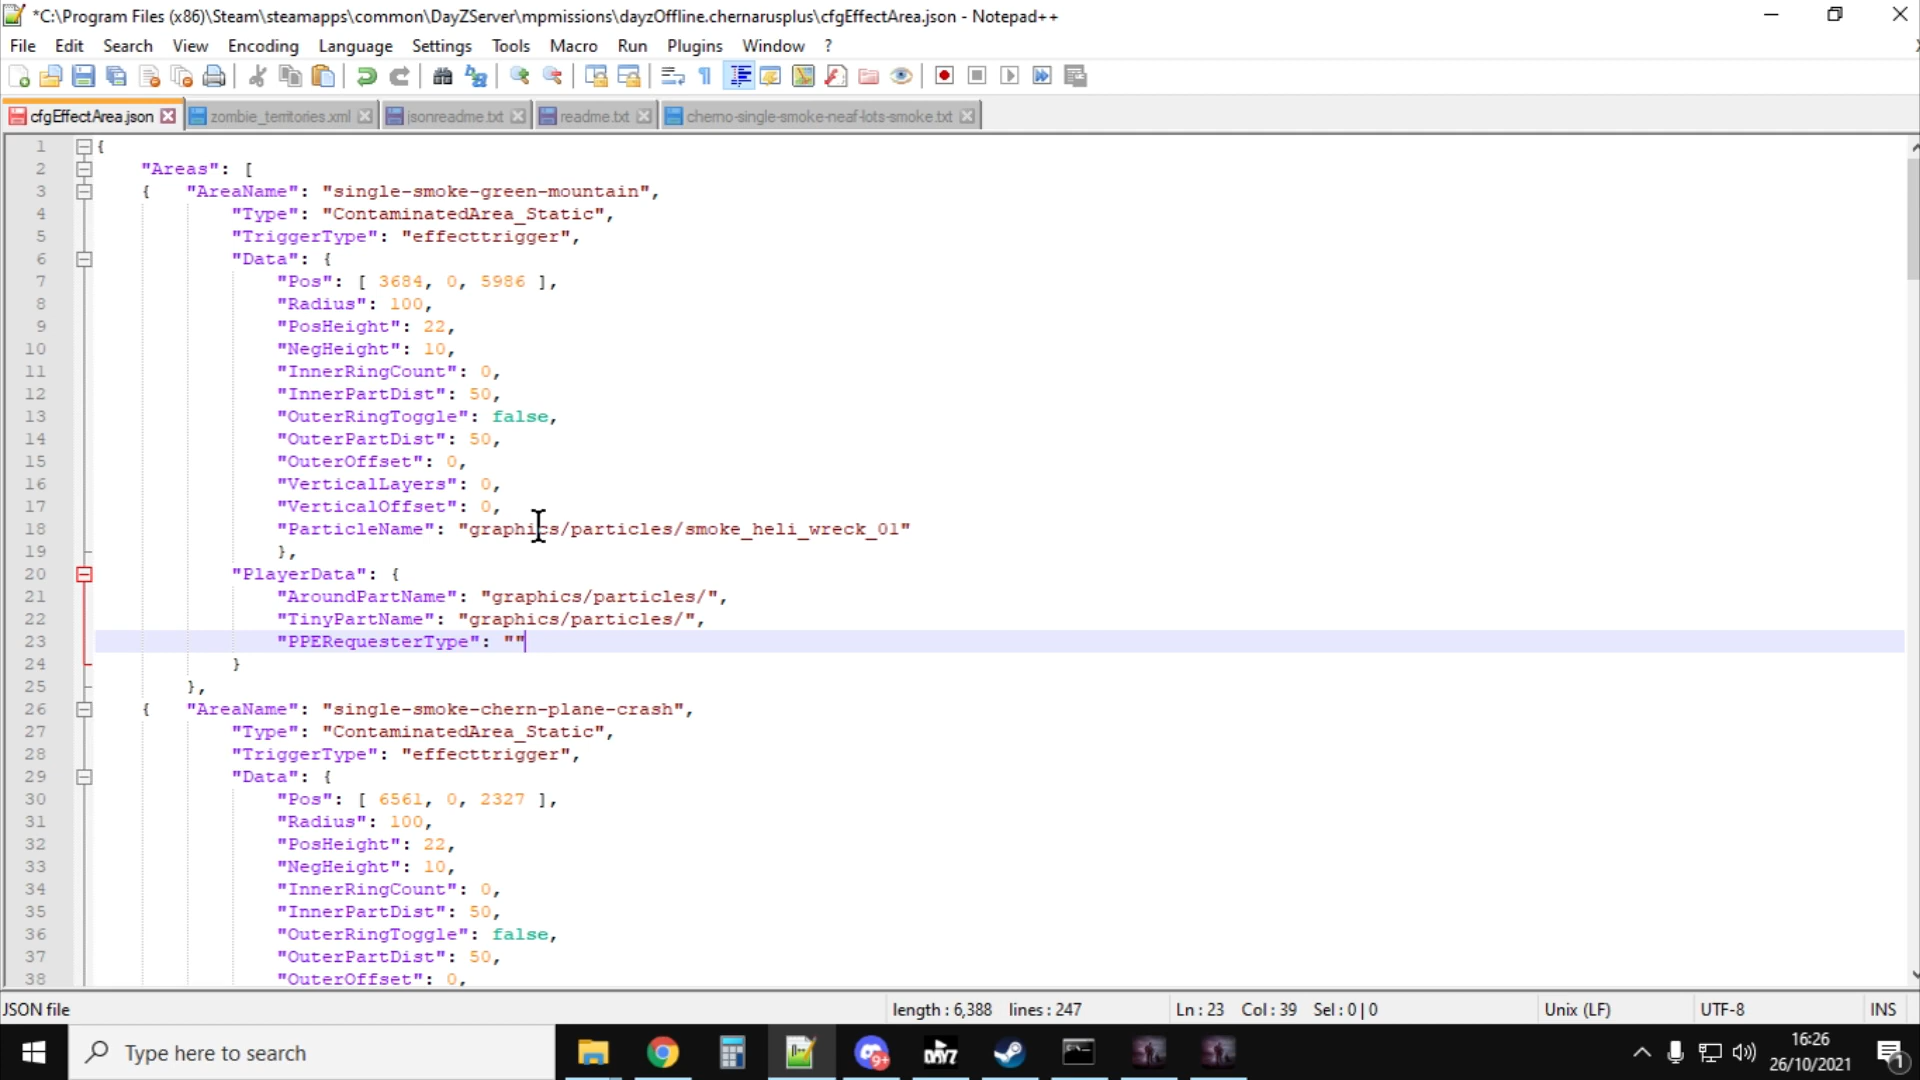 *C:\Program Files (x86)\Steam\steamapps\common\DayZServer\mpmissions\dayzOffline.chernarusplus\cfgEffectArea.json - Notepad++
File Edit Search View Encoding Language Settings Tools Macro Run Plugins Window ?
cfgEffectArea.json zombie_territories.xml jsonreadme.txt readme.txt cherno-single-smoke-neaf-lots-smoke.txt
1 {
2 "Areas": [
3 { "AreaName": "single-smoke-green-mountain",
4 "Type": "ContaminatedArea_Static",
5 "TriggerType": "effecttrigger",
6 "Data": {
7 "Pos": [ 3684, 0, 5986 ],
8 "Radius": 100,
9 "PosHeight": 22,
10 "NegHeight": 10,
11 "InnerRingCount": 0,
12 "InnerPartDist": 50,
13 "OuterRingToggle": false,
14 "OuterPartDist": 50,
15 "OuterOffset": 0,
16 "VerticalLayers": 0,
17 "VerticalOffset": 0,
18 "ParticleName": "graphics/particles/smoke_heli_wreck_01"
19 },
20 "PlayerData": {
21 "AroundPartName": "graphics/particles/",
22 "TinyPartName": "graphics/particles/",
23 "PPERequesterType": ""
24 }
25 },
26 { "AreaName": "single-smoke-chern-plane-crash",
27 "Type": "ContaminatedArea_Static",
28 "TriggerType": "effecttrigger",
29 "Data": {
30 "Pos": [ 6561, 0, 2327 ],
31 "Radius": 100,
32 "PosHeight": 22,
33 "NegHeight": 10,
34 "InnerRingCount": 0,
35 "InnerPartDist": 50,
36 "OuterRingToggle": false,
37 "OuterPartDist": 50,
38 "OuterOffset": 0,
JSON file length : 6,388 lines : 247 Ln : 23 Col : 39 Sel : 0 | 0 Unix (LF) UTF-8 INS
Type here to search 9+ DAYZ 16:26
26/10/2021 1